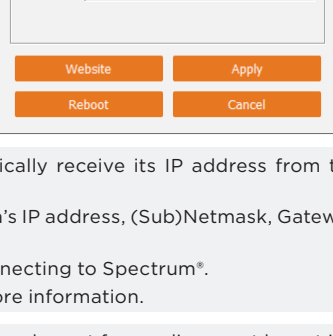 Website Apply
Reboot Cancel
ically receive its IP address from t
's IP address, (Sub)Netmask, Gatew
necting to Spectrum®.
ore information.